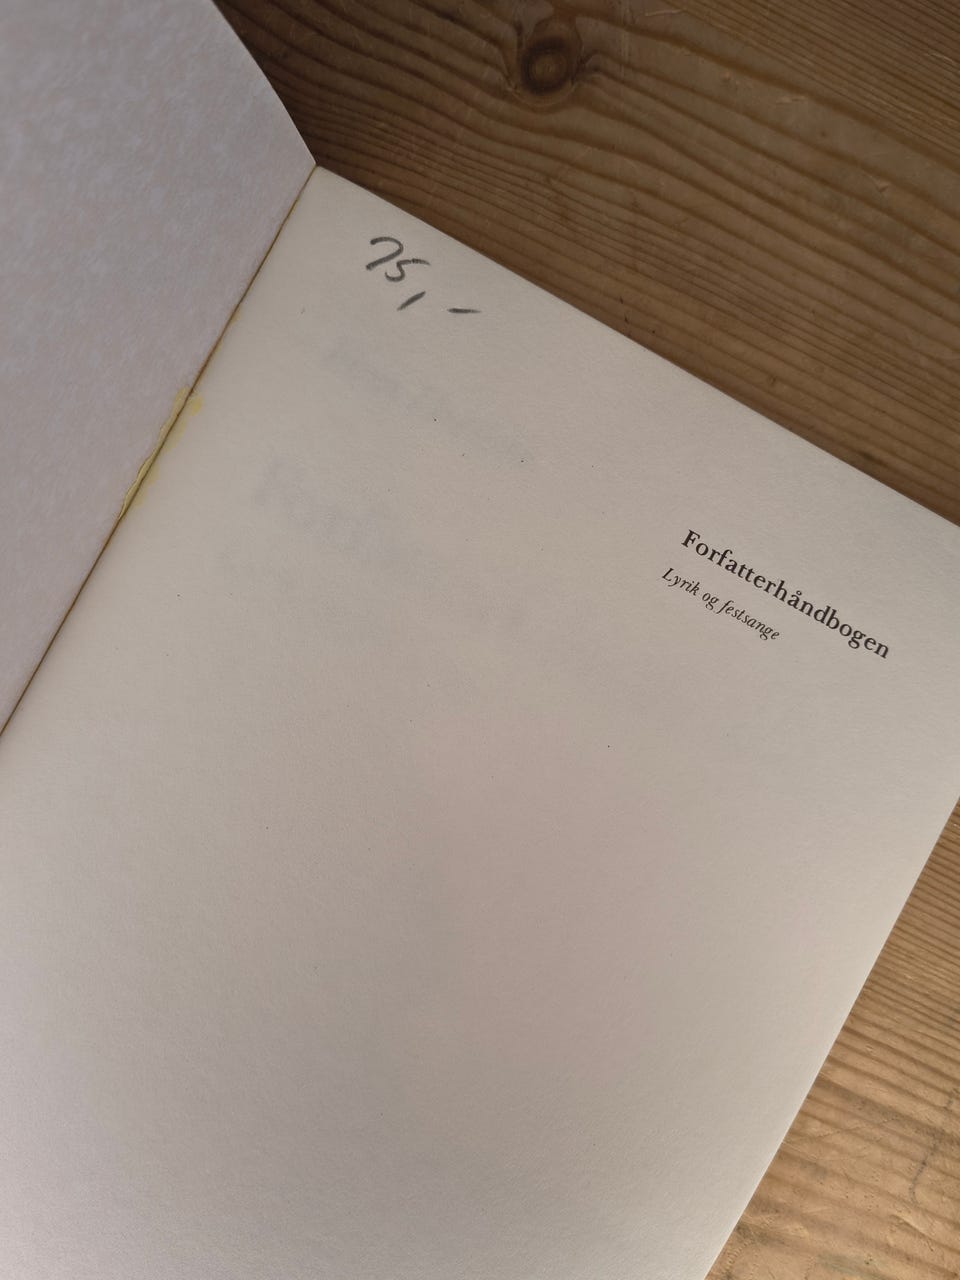 75,-
Forfatterhåndbogen
Lyrik og festsange